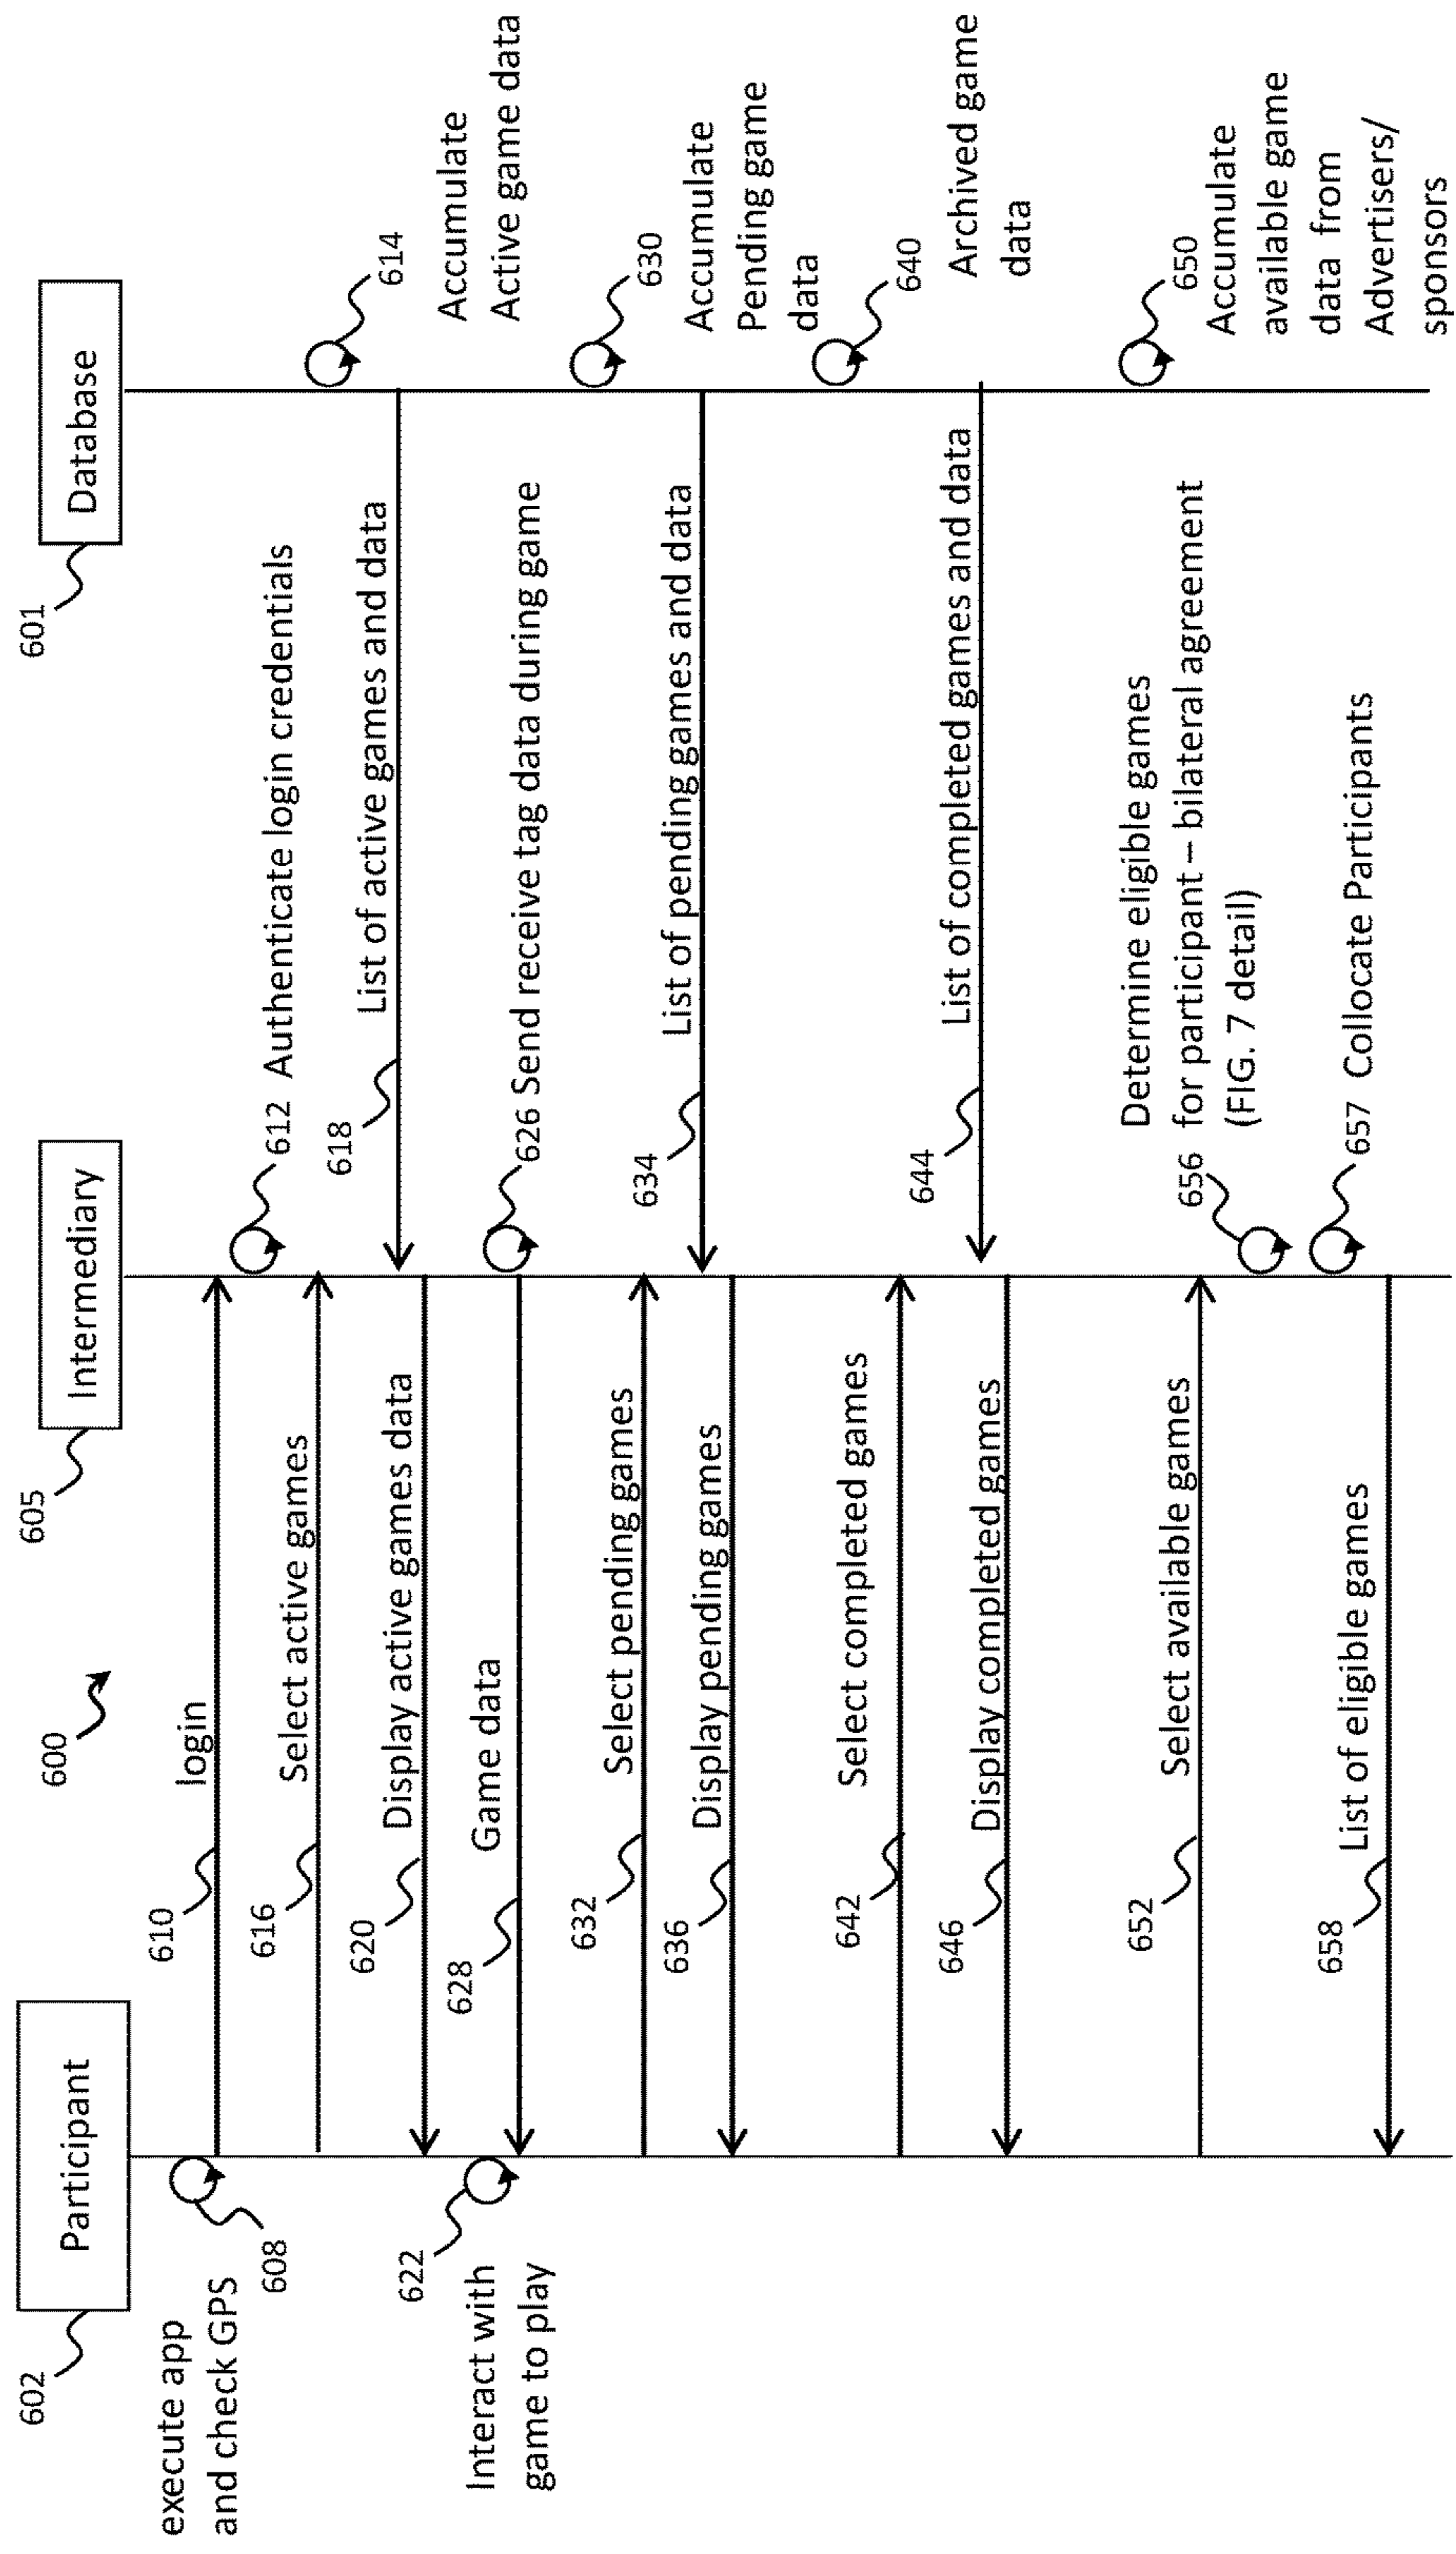 600
602
Participant
605
Intermediary
601
Database
execute app
and check GPS
608
610
login
612 Authenticate login credentials
614
Accumulate
Active game data
616
Select active games
618
List of active games and data
620
Display active games data
622
Interact with
game to play
626 Send receive tag data during game
628
Game data
630
Accumulate
Pending game
data
632
Select pending games
634
List of pending games and data
636
Display pending games
640
Archived game
data
642
Select completed games
644
List of completed games and data
646
Display completed games
650
Accumulate
available game
data from
Advertisers/
sponsors
652
Select available games
Determine eligible games
656 for participant – bilateral agreement
(FIG. 7 detail)
657 Collocate Participants
658
List of eligible games